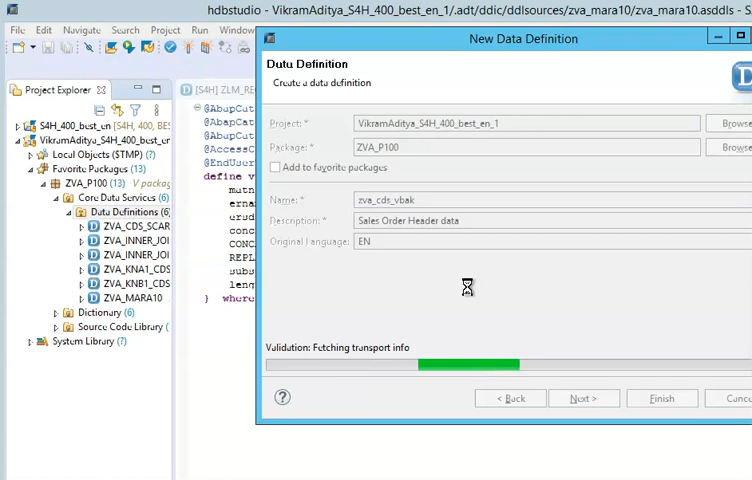 hdbstudio - VikramAditya_S4H_400_best_en_1/.adt/ddic/ddlsources/zva_mara10/zva_mara10.asddls - S
File Edit Navigate Search Project Run Window
New Data Definition
Data Definition
Create a data definition
Project: * VikramAditya_S4H_400_best_en_1 Browse
Package: * ZVA_P100 Browse
Add to favorite packages
Name: * zva_cds_vbak
Description: * Sales Order Header data
Original Language: EN
Validation: Fetching transport info
? < Back Next > Finish Cance
Project Explorer
S4H_400_best_en [S4H, 400, BES
VikramAditya_S4H_400_best_en
Local Objects ($TMP) (?)
Favorite Packages (13)
ZVA_P100 (13) V packag
Core Data Services (6)
Data Definitions (6)
ZVA_CDS_SCAR
ZVA_INNER_JOI
ZVA_INNER_JOI
ZVA_KNA1_CDS
ZVA_KNB1_CDS
ZVA_MARA10
Dictionary (6)
Source Code Library
System Library (?)
[S4H] ZLM_RE
@AbapCat
@AbapCat
@AbapCat
@AccessC
@EndUser
define v
matn
erna
ersd
conc
CONC
REPL
subs
leng
} where